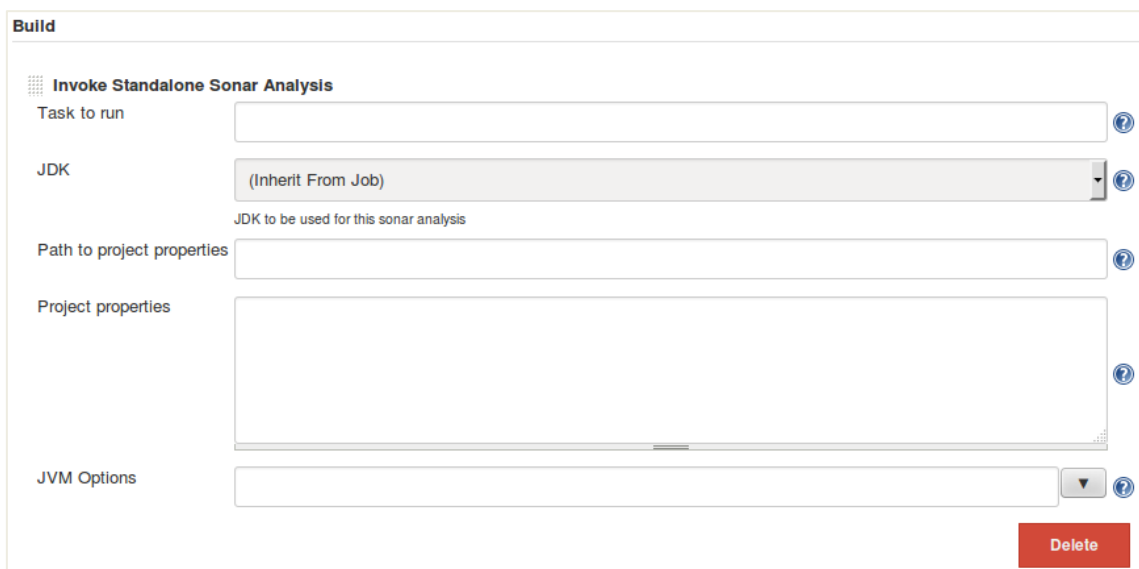 Build
Invoke Standalone Sonar Analysis
Task to run
JDK
(Inherit From Job)
JDK to be used for this sonar analysis
Path to project properties
Project properties
JVM Options
▼
Delete